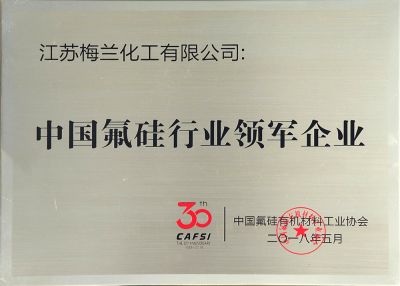 江苏梅兰化工有限公司:
中国氟硅行业领军企业
30th
CAFSI
中国氟硅有机材料工业协会
二〇一八年五月